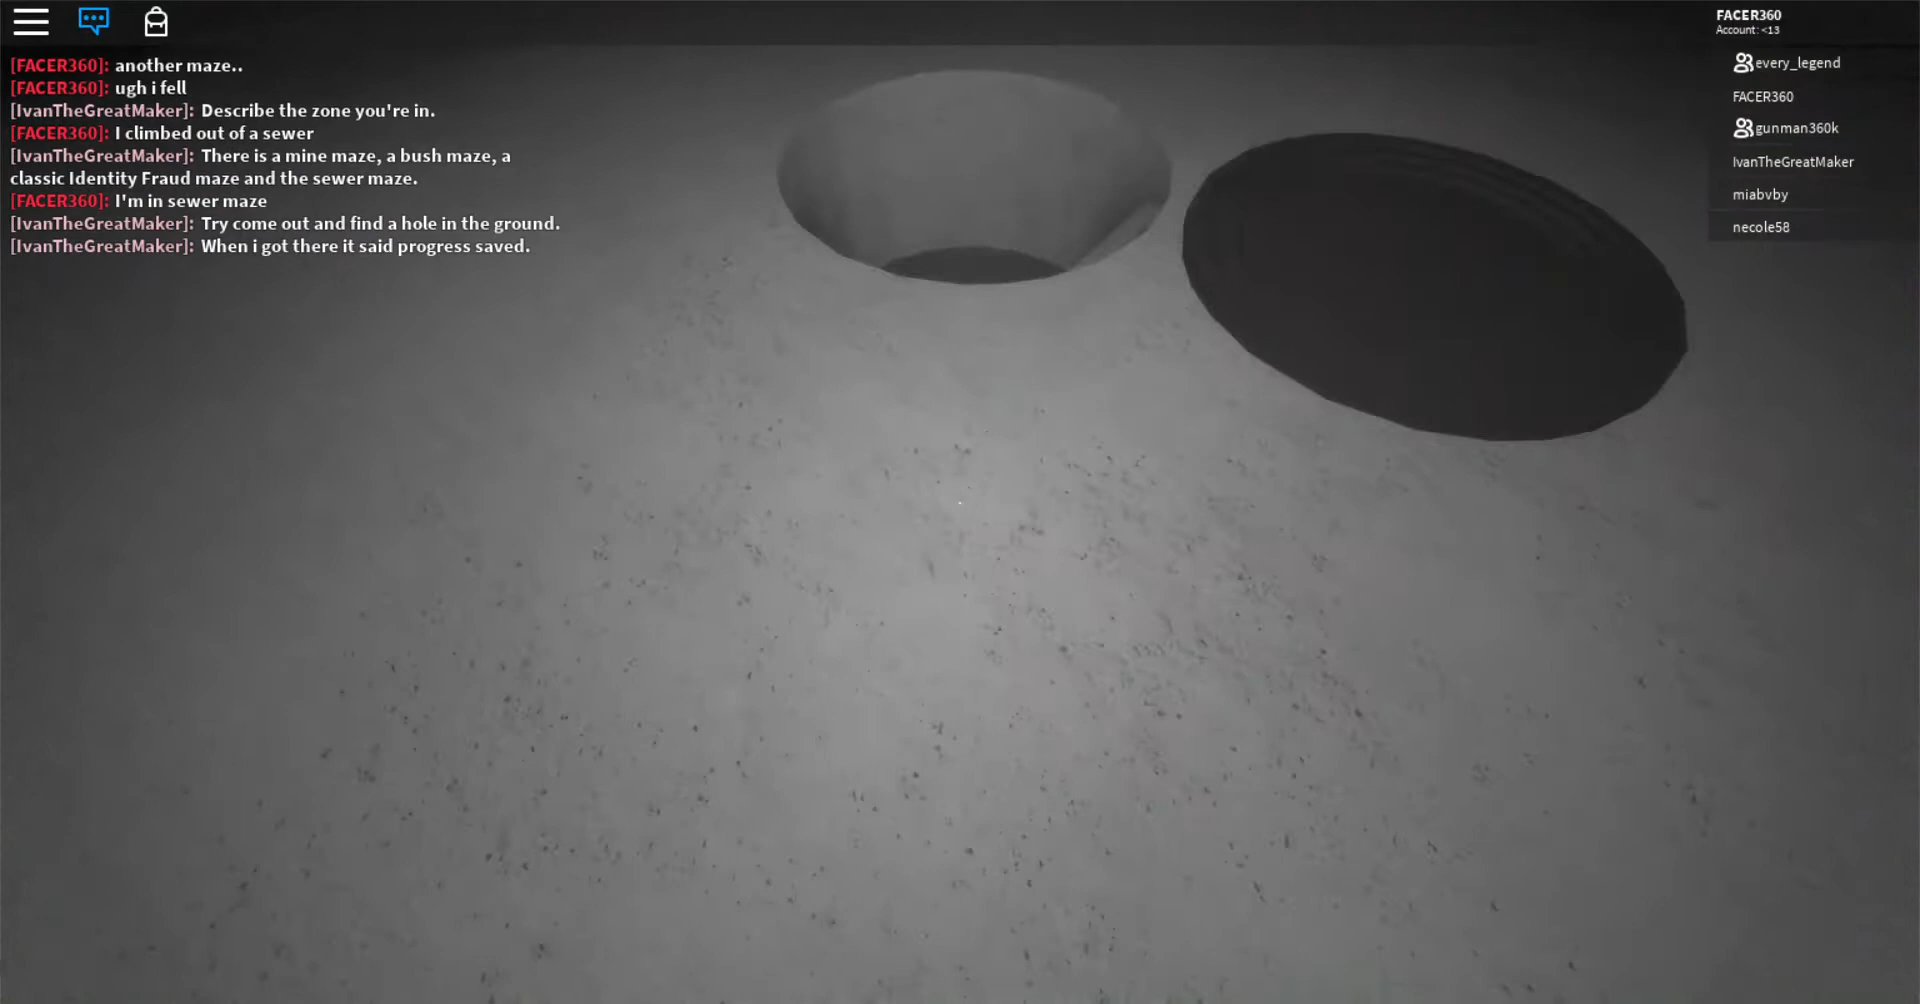 FACER360
Account: <13
[FACER360]: another maze..
[FACER360]: ugh i fell
[IvanTheGreatMaker]: Describe the zone you're in.
[FACER360]: I climbed out of a sewer
[IvanTheGreatMaker]: There is a mine maze, a bush maze, a
classic Identity Fraud maze and the sewer maze.
[FACER360]: I'm in sewer maze
[IvanTheGreatMaker]: Try come out and find a hole in the ground.
[IvanTheGreatMaker]: When i got there it said progress saved.
every_legend
FACER360
gunman360k
IvanTheGreatMaker
miabvby
necole58